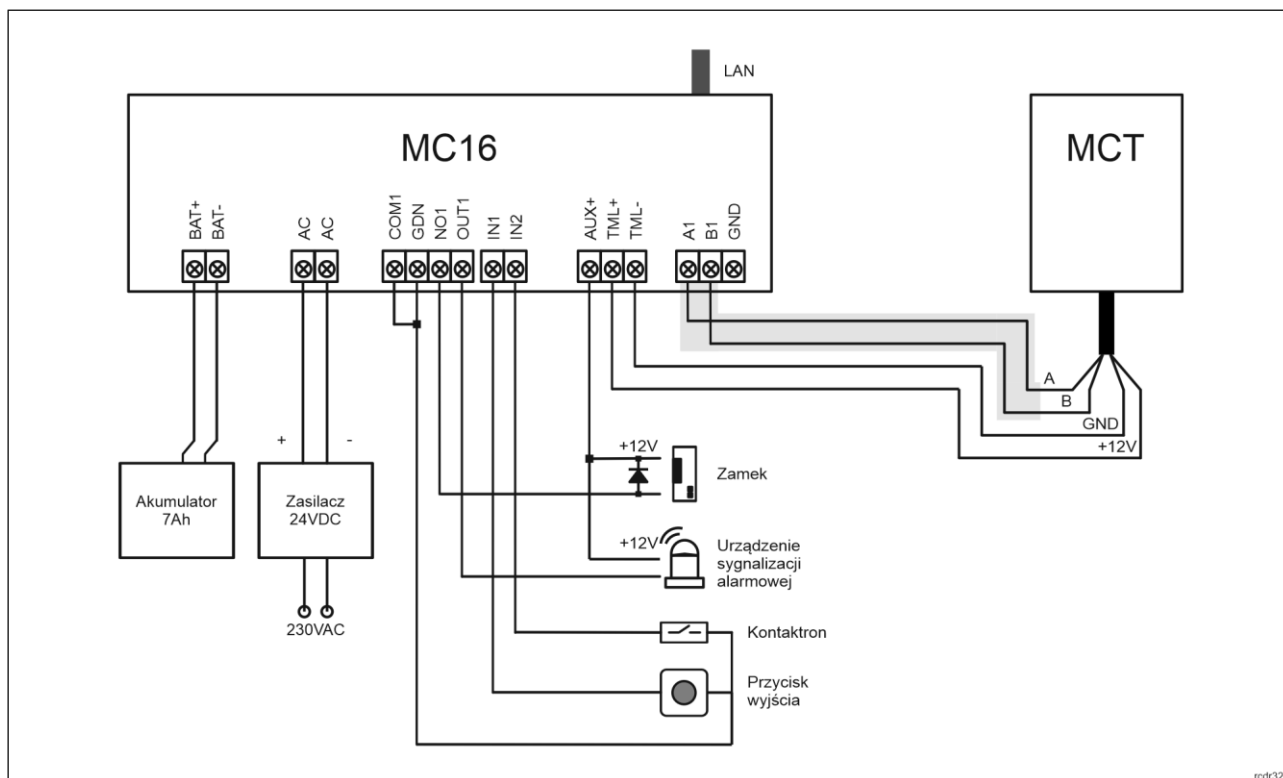 LAN
MC16
MCT
BAT+
BAT-
AC
AC
COM1
GDN
NO1
OUT1
IN1
IN2
AUX+
TML+
TML-
A1
B1
GND
A
B
GND
+12V
+ -
+12V
Zamek
Akumulator
7Ah
Zasilacz
24VDC
+12V
Urządzenie
sygnalizacji
alarmowej
230VAC
Kontaktron
Przycisk
wyjścia
rcdr32